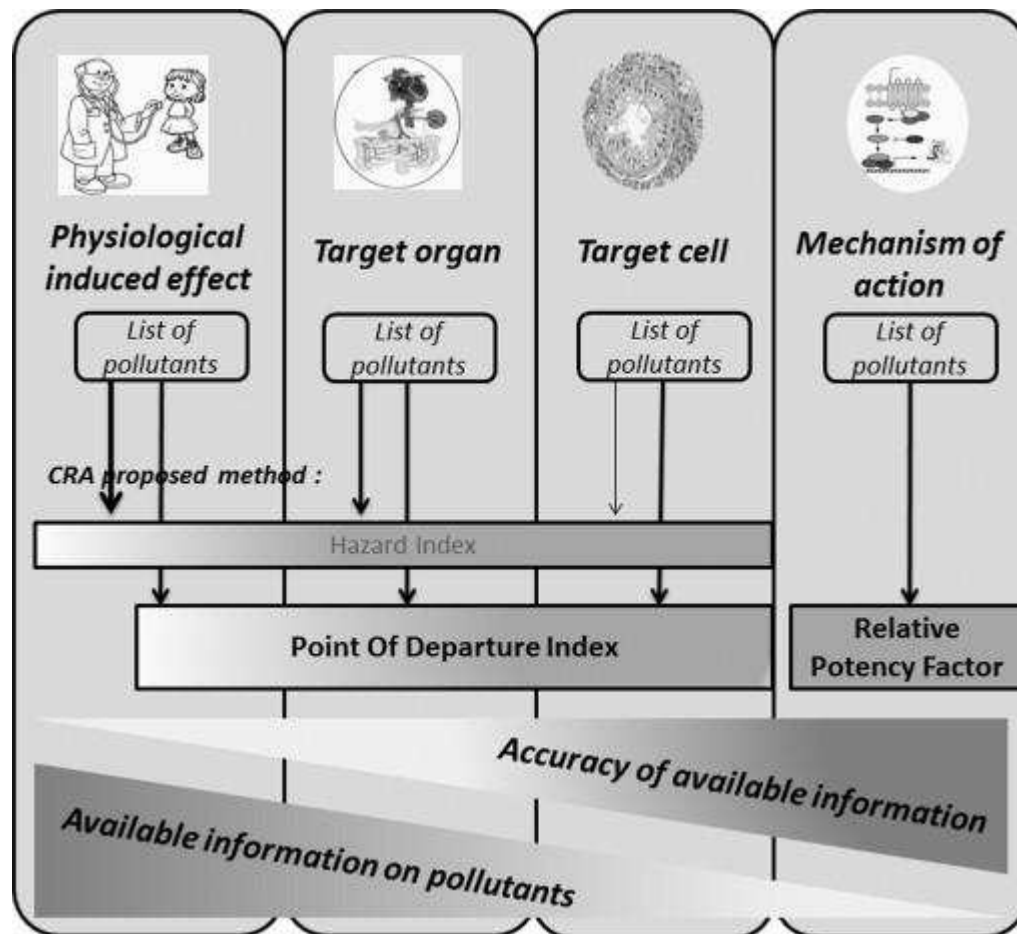 Physiological
induced effect
Target organ
Target cell
Mechanism of
action
List of
pollutants
List of
pollutants
List of
pollutants
List of
pollutants
CRA proposed method :
Hazard Index
Point Of Departure Index
Relative
Potency Factor
Accuracy of available information
Available information on pollutants